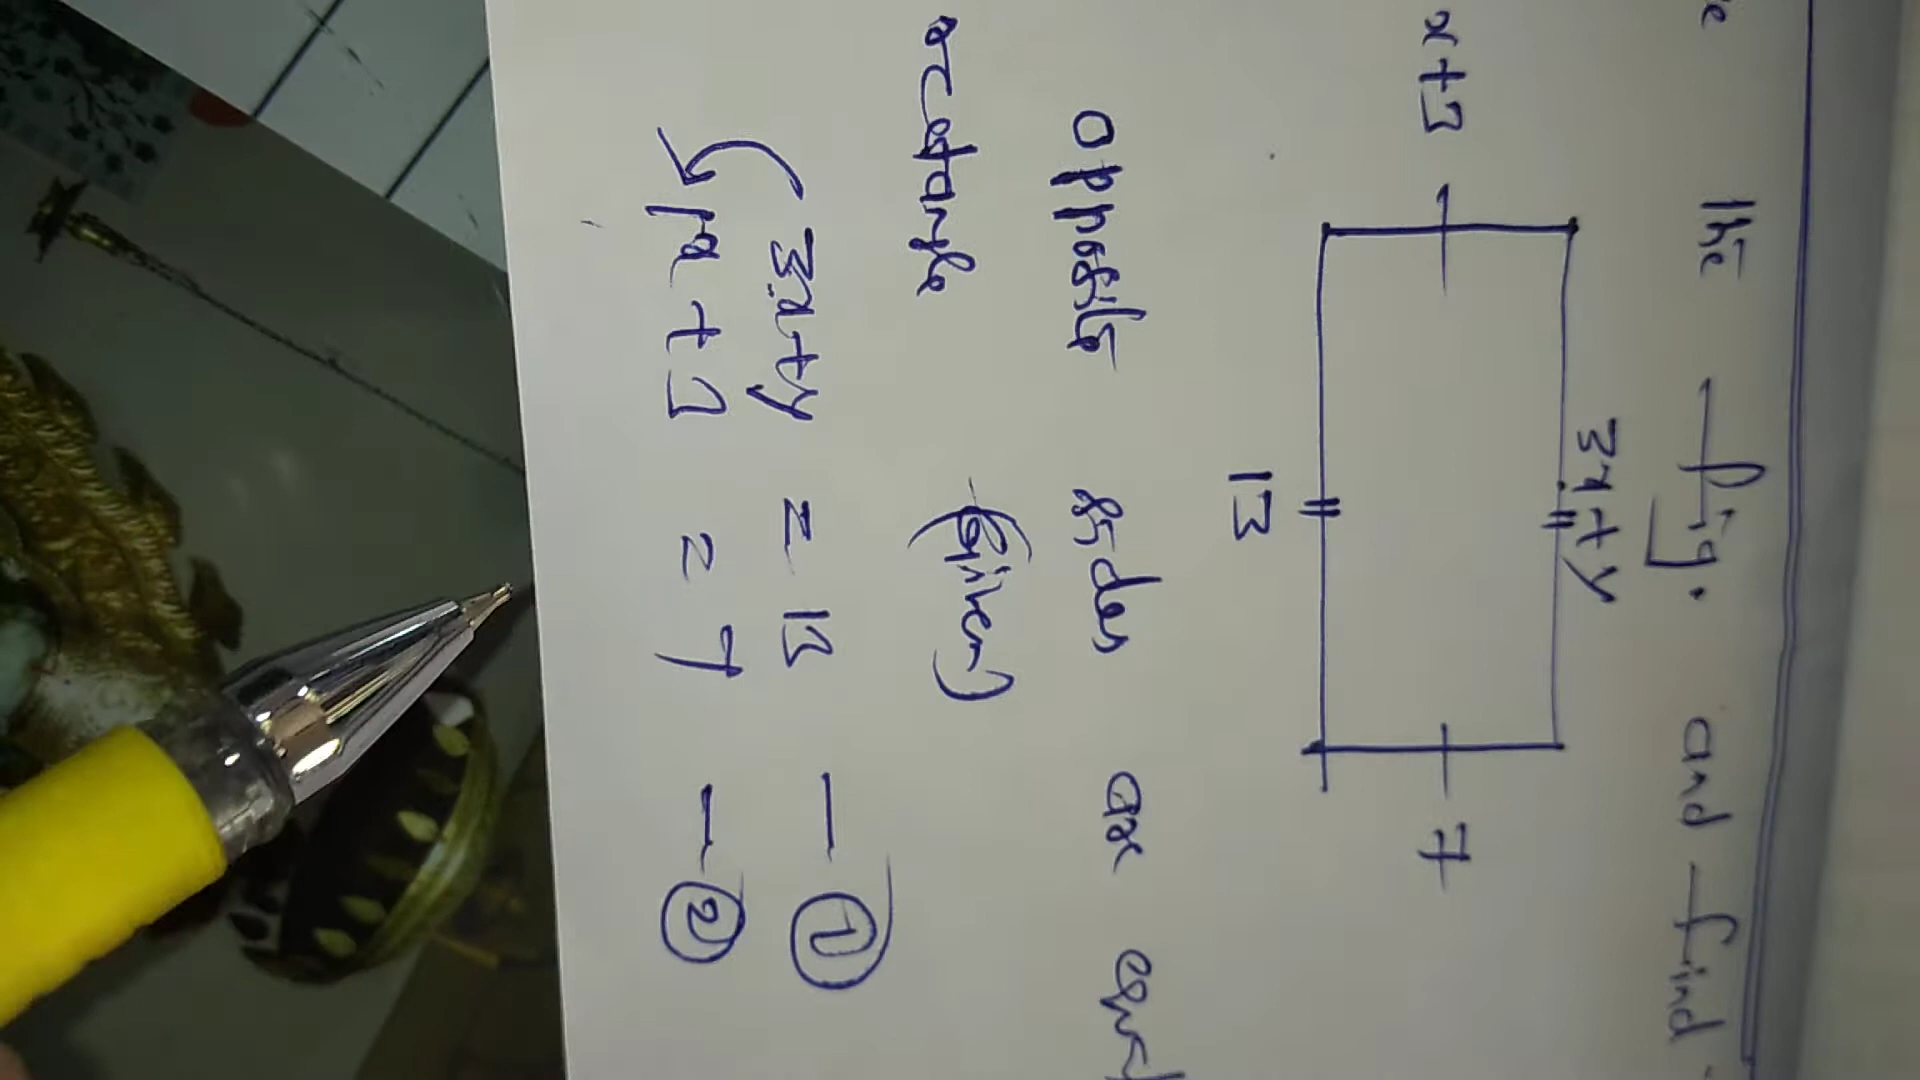 the fig. and find
3x+y
x+3
7
13
opposite sides are
rectangle (Given)
3x+y = 13 — ①
x + 3 = 7 — ②